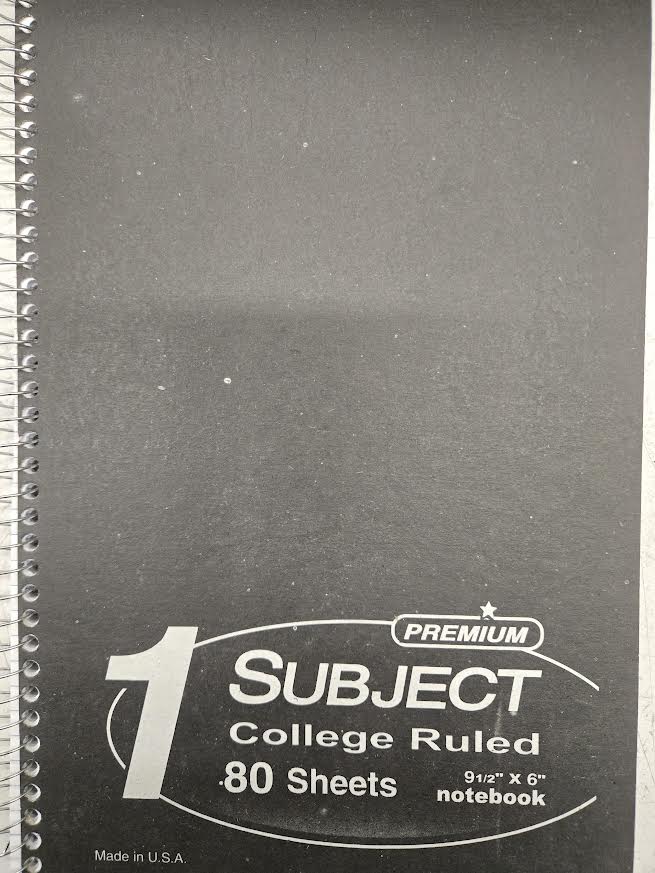 PREMIUM
1 SUBJECT
College Ruled
80 Sheets
9 1/2" X 6"
notebook
Made in U.S.A.